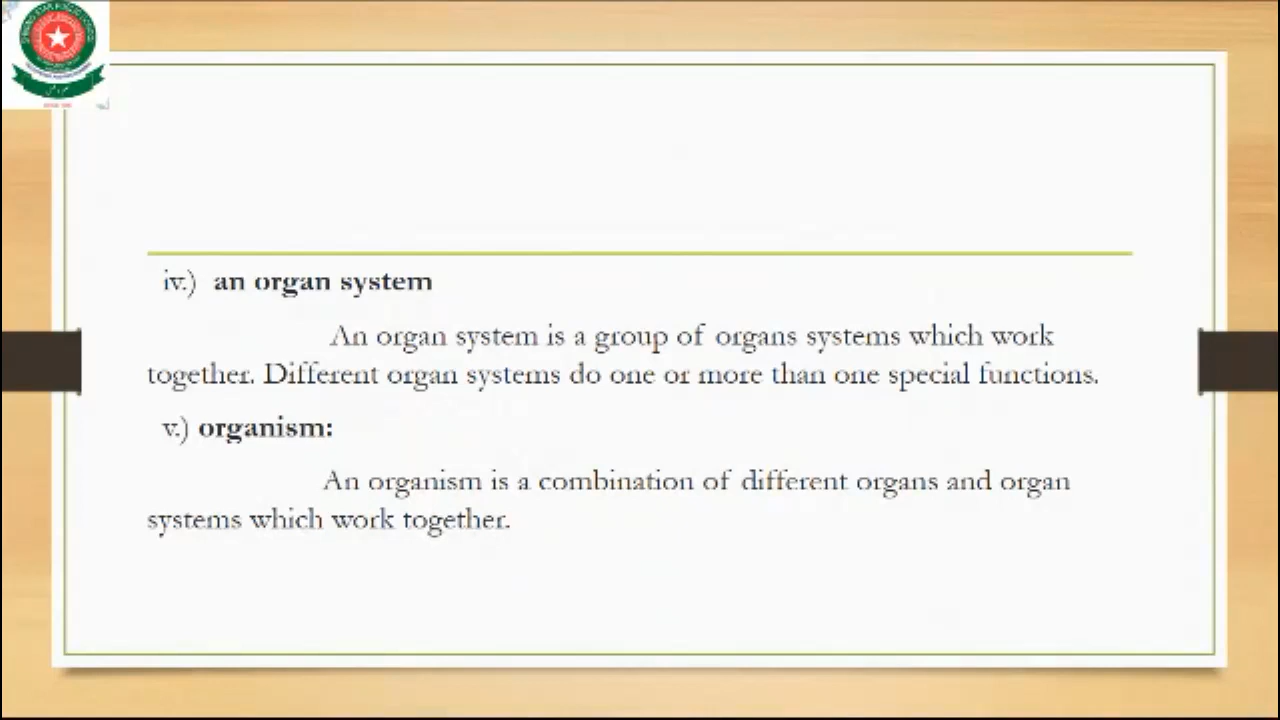 iv.) an organ system
An organ system is a group of organs systems which work
together. Different organ systems do one or more than one special functions.
v.) organism:
An organism is a combination of different organs and organ
systems which work together.